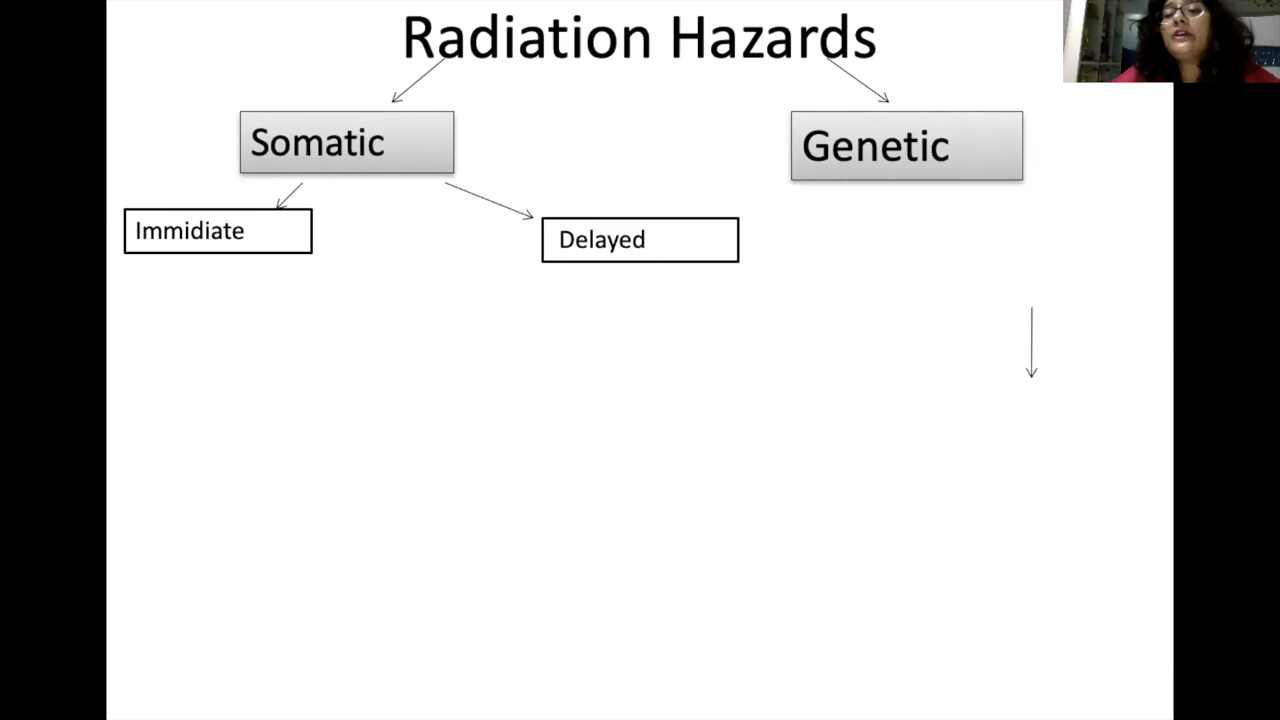 Radiation Hazards
Somatic
Genetic
Immidiate
Delayed